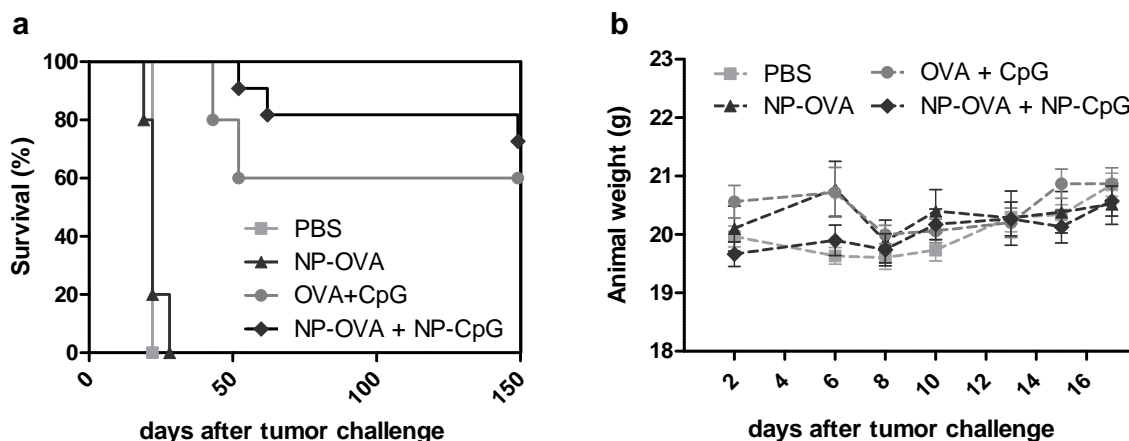 a
Survival (%)
100
80
60
40
20
0
0
50
100
150
days after tumor challenge
PBS
NP-OVA
OVA+CpG
NP-OVA + NP-CpG
b
Animal weight (g)
23
22
21
20
19
18
2
4
6
8
10
12
14
16
days after tumor challenge
PBS
OVA + CpG
NP-OVA
NP-OVA + NP-CpG